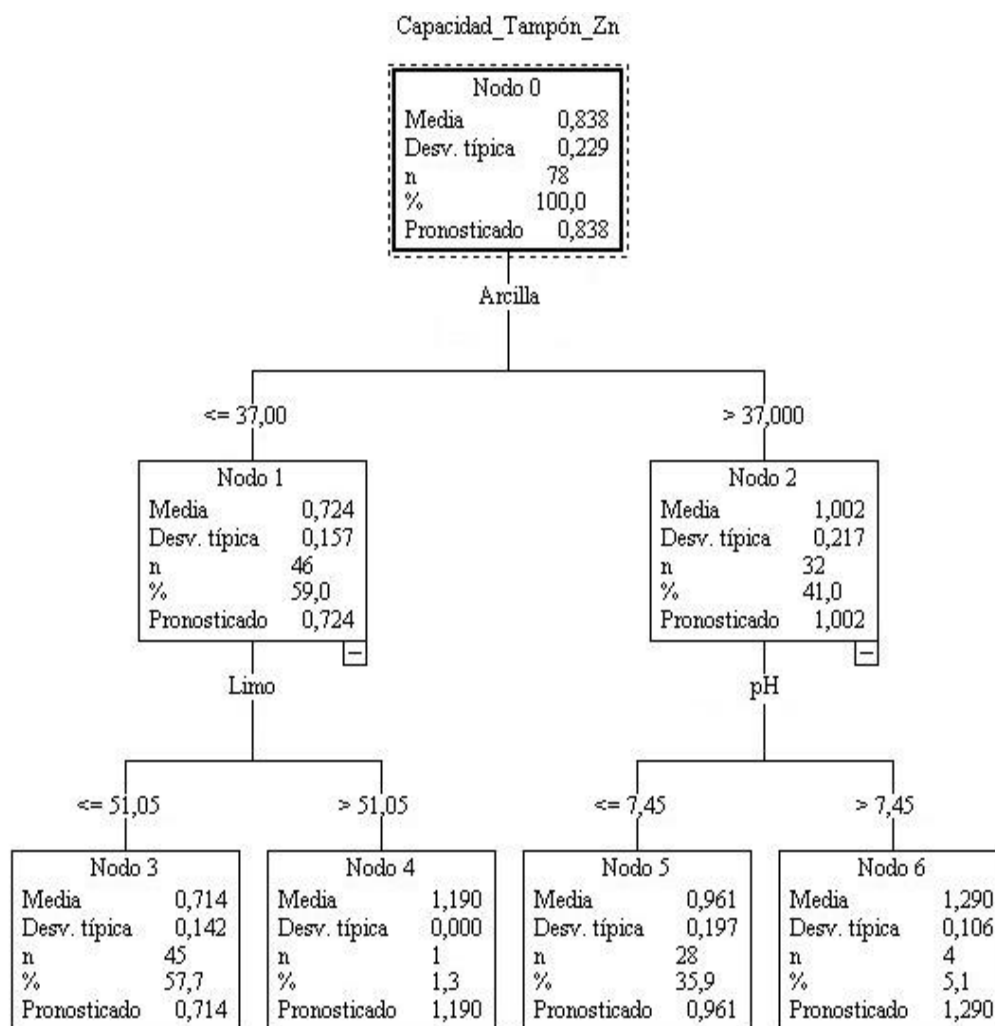 Capacidad_Tampón_Zn
Nodo 0
Media 0,838
Desv. típica 0,229
n 78
% 100,0
Pronosticado 0,838
Arcilla
<= 37,00
> 37,000
Nodo 1
Media 0,724
Desv. típica 0,157
n 46
% 59,0
Pronosticado 0,724
Nodo 2
Media 1,002
Desv. típica 0,217
n 32
% 41,0
Pronosticado 1,002
Limo
pH
<= 51,05
> 51,05
<= 7,45
> 7,45
Nodo 3
Media 0,714
Desv. típica 0,142
n 45
% 57,7
Pronosticado 0,714
Nodo 4
Media 1,190
Desv. típica 0,000
n 1
% 1,3
Pronosticado 1,190
Nodo 5
Media 0,961
Desv. típica 0,197
n 28
% 35,9
Pronosticado 0,961
Nodo 6
Media 1,290
Desv. típica 0,106
n 4
% 5,1
Pronosticado 1,290